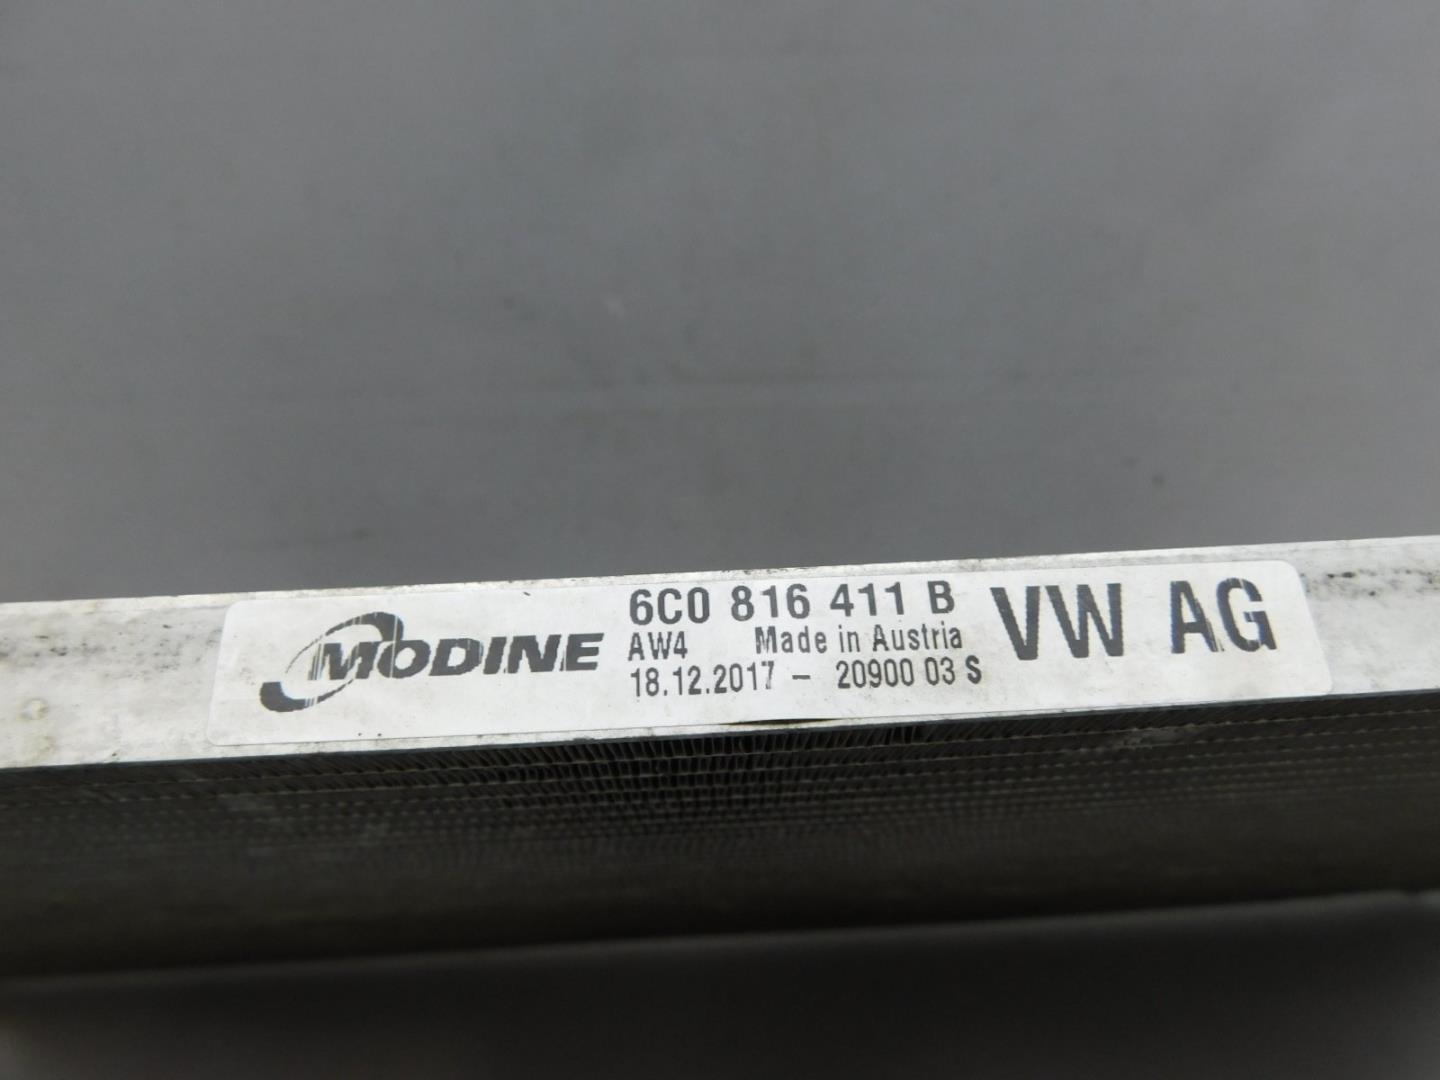 MODINE
6C0 816 411 B
AW4 Made in Austria
18.12.2017 - 20900 03 S
VW AG